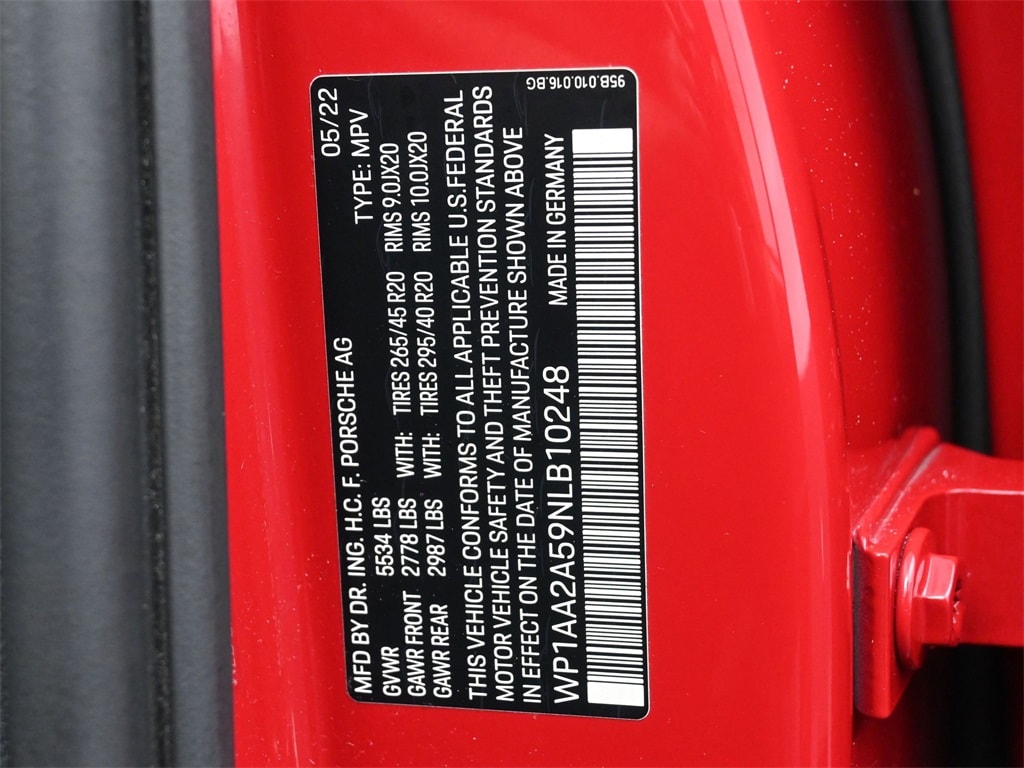 MFD BY DR. ING. H.C. F. PORSCHE AG 05/22
GVWR 5534 LBS TYPE: MPV
GAWR FRONT 2778 LBS WITH: TIRES 265/45 R20 RIMS 9.0JX20
GAWR REAR 2987 LBS WITH: TIRES 295/40 R20 RIMS 10.0JX20
THIS VEHICLE CONFORMS TO ALL APPLICABLE U.S.FEDERAL
MOTOR VEHICLE SAFETY AND THEFT PREVENTION STANDARDS
IN EFFECT ON THE DATE OF MANUFACTURE SHOWN ABOVE
WP1AA2A59NLB10248 MADE IN GERMANY
95B.010.016.BG